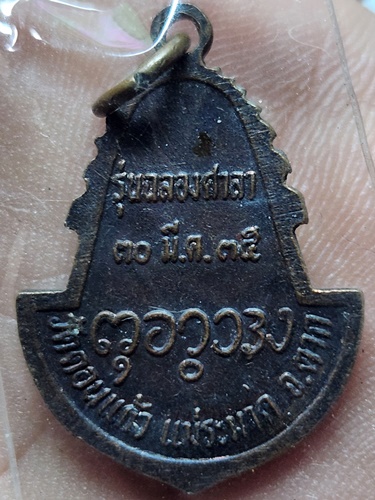 รุ่นฉลองศาลา
๓๐ มี.ค.๓๕
วัดดอนแก้ว แม่ระมาด จ.ตาก